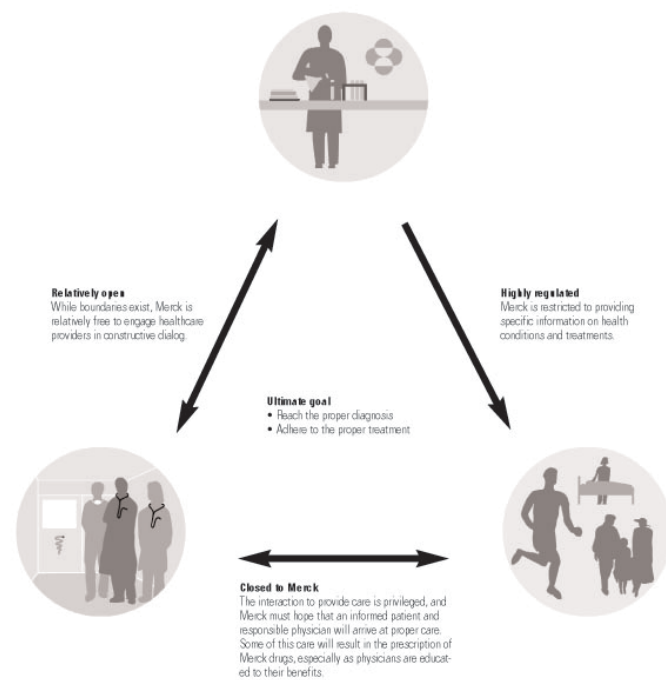 Relatively open
While boundaries exist, Merck is
relatively free to engage healthcare
providers in constructive dialog.
Highly regulated
Merck is restricted to providing
specific information on health
conditions and treatments.
Ultimate goal
• Reach the proper diagnosis
• Adhere to the proper treatment
Closed to Merck
The interaction to provide care is privileged, and
Merck must hope that an informed patient and
responsible physician will arrive at proper care.
Some of this care will result in the prescription of
Merck drugs, especially as physicians are educat-
ed to their benefits.